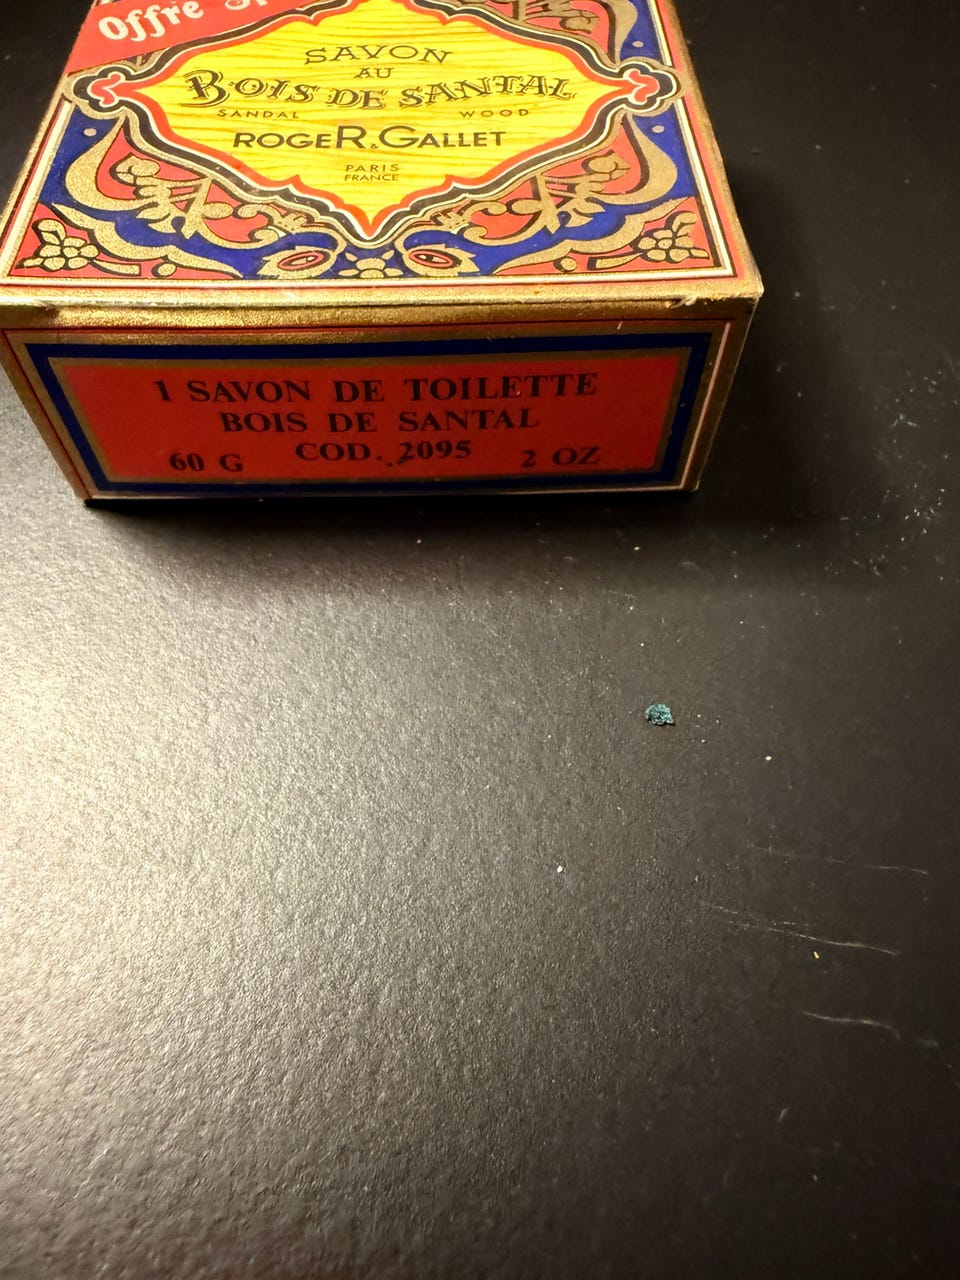 Offre
SAVON
AU
BOIS DE SANTAL
SANDAL WOOD
ROGER & GALLET
PARIS
FRANCE
1 SAVON DE TOILETTE
BOIS DE SANTAL
60 G COD. 2095 2 OZ